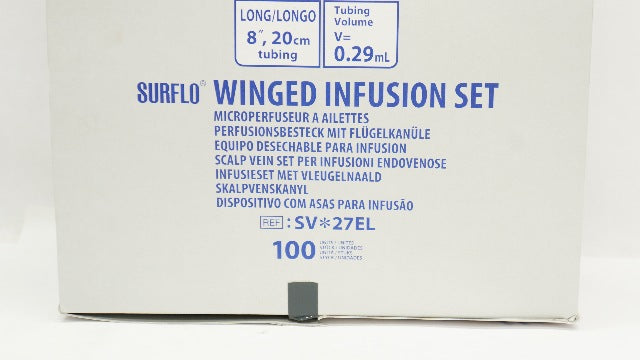 LONG/LONGO
8", 20cm
tubing
Tubing
Volume
V=
0.29mL
SURFLO® WINGED INFUSION SET
MICROPERFUSEUR A AILETTES
PERFUSIONSBESTECK MIT FLÜGELKANÜLE
EQUIPO DESECHABLE PARA INFUSION
SCALP VEIN SET PER INFUSIONI ENDOVENOSE
INFUSIESET MET VLEUGELNAALD
SKALPVENSKANYL
DISPOSITIVO COM ASAS PARA INFUSÃO
REF : SV*27EL
100